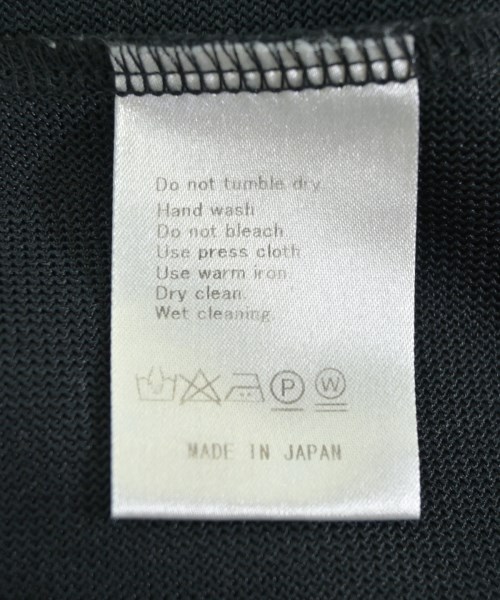 Do not tumble dry.
Hand wash
Do not bleach
Use press cloth
Use warm iron.
Dry clean.
Wet cleaning.
P W
MADE IN JAPAN